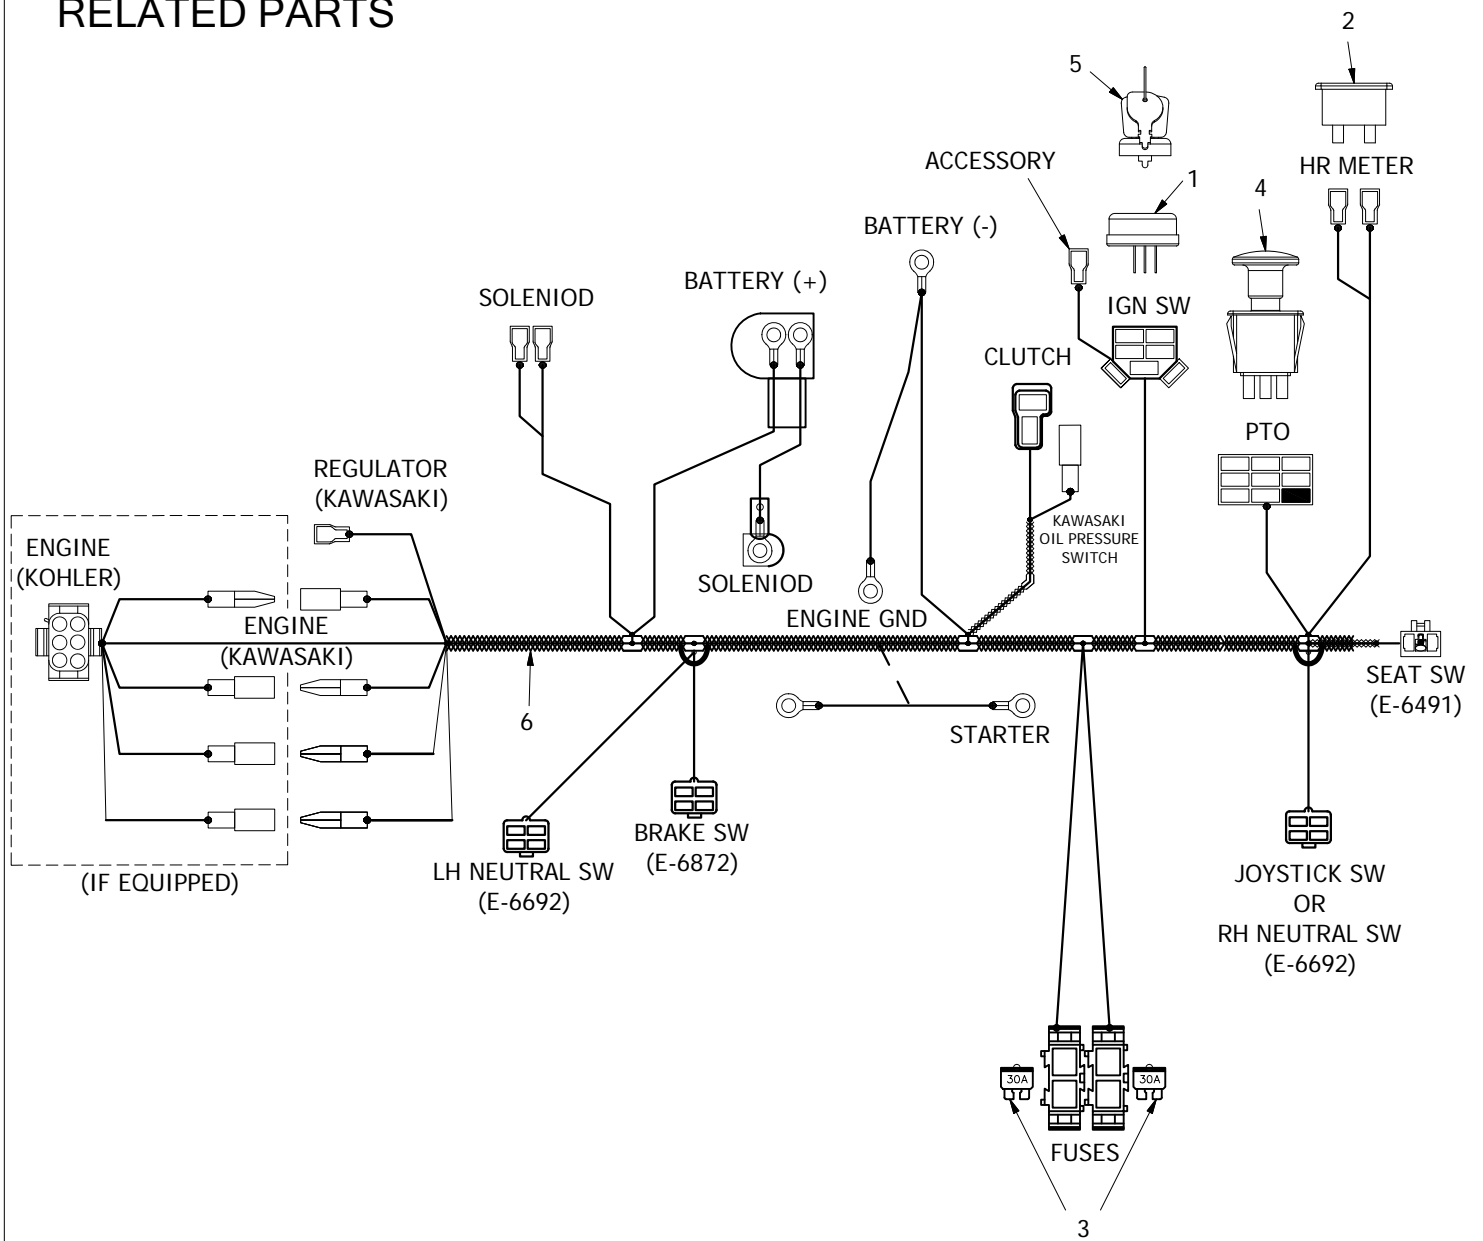 RELATED PARTS
2
5
ACCESSORY
HR METER
1
4
BATTERY (-)
BATTERY (+)
SOLENIOD
IGN SW
CLUTCH
PTO
REGULATOR
(KAWASAKI)
KAWASAKI
OIL PRESSURE
SWITCH
ENGINE
(KOHLER)
SOLENIOD
ENGINE GND
ENGINE
(KAWASAKI)
SEAT SW
(E-6491)
6
STARTER
BRAKE SW
(E-6872)
LH NEUTRAL SW
(E-6692)
(IF EQUIPPED)
JOYSTICK SW
OR
RH NEUTRAL SW
(E-6692)
30A
30A
FUSES
3